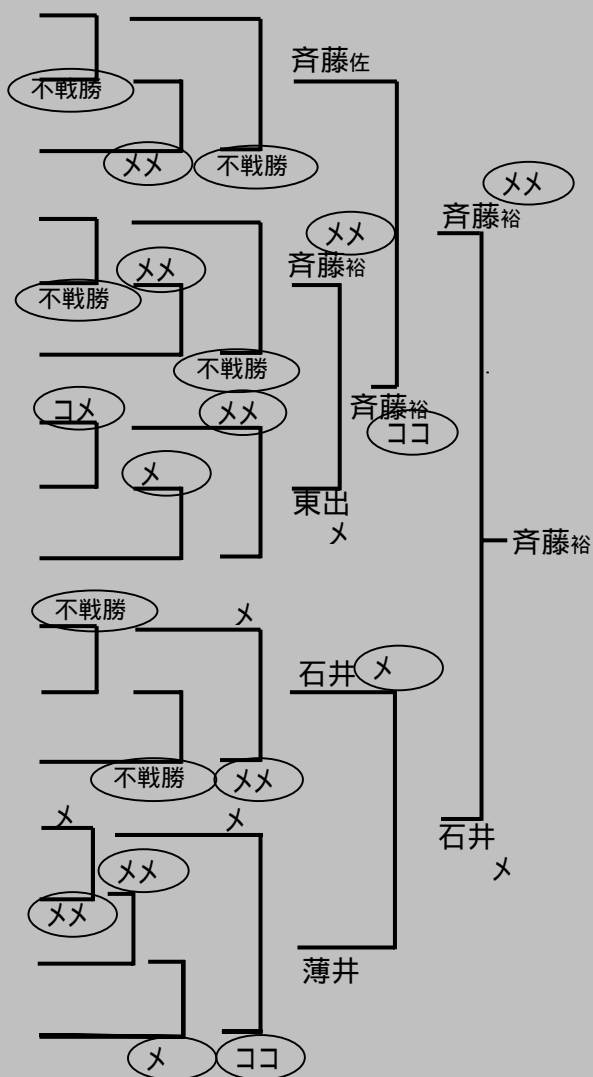 斉藤佐
不戦勝
メメ
不戦勝
メメ
斉藤裕
メメ
斉藤裕
メメ
不戦勝
不戦勝
コメ
メメ
斉藤裕
ココ
メ
東出
メ
斉藤裕
不戦勝
メ
石井
メ
不戦勝
メメ
メ
メ
石井
メ
メメ
メメ
薄井
メ
ココ